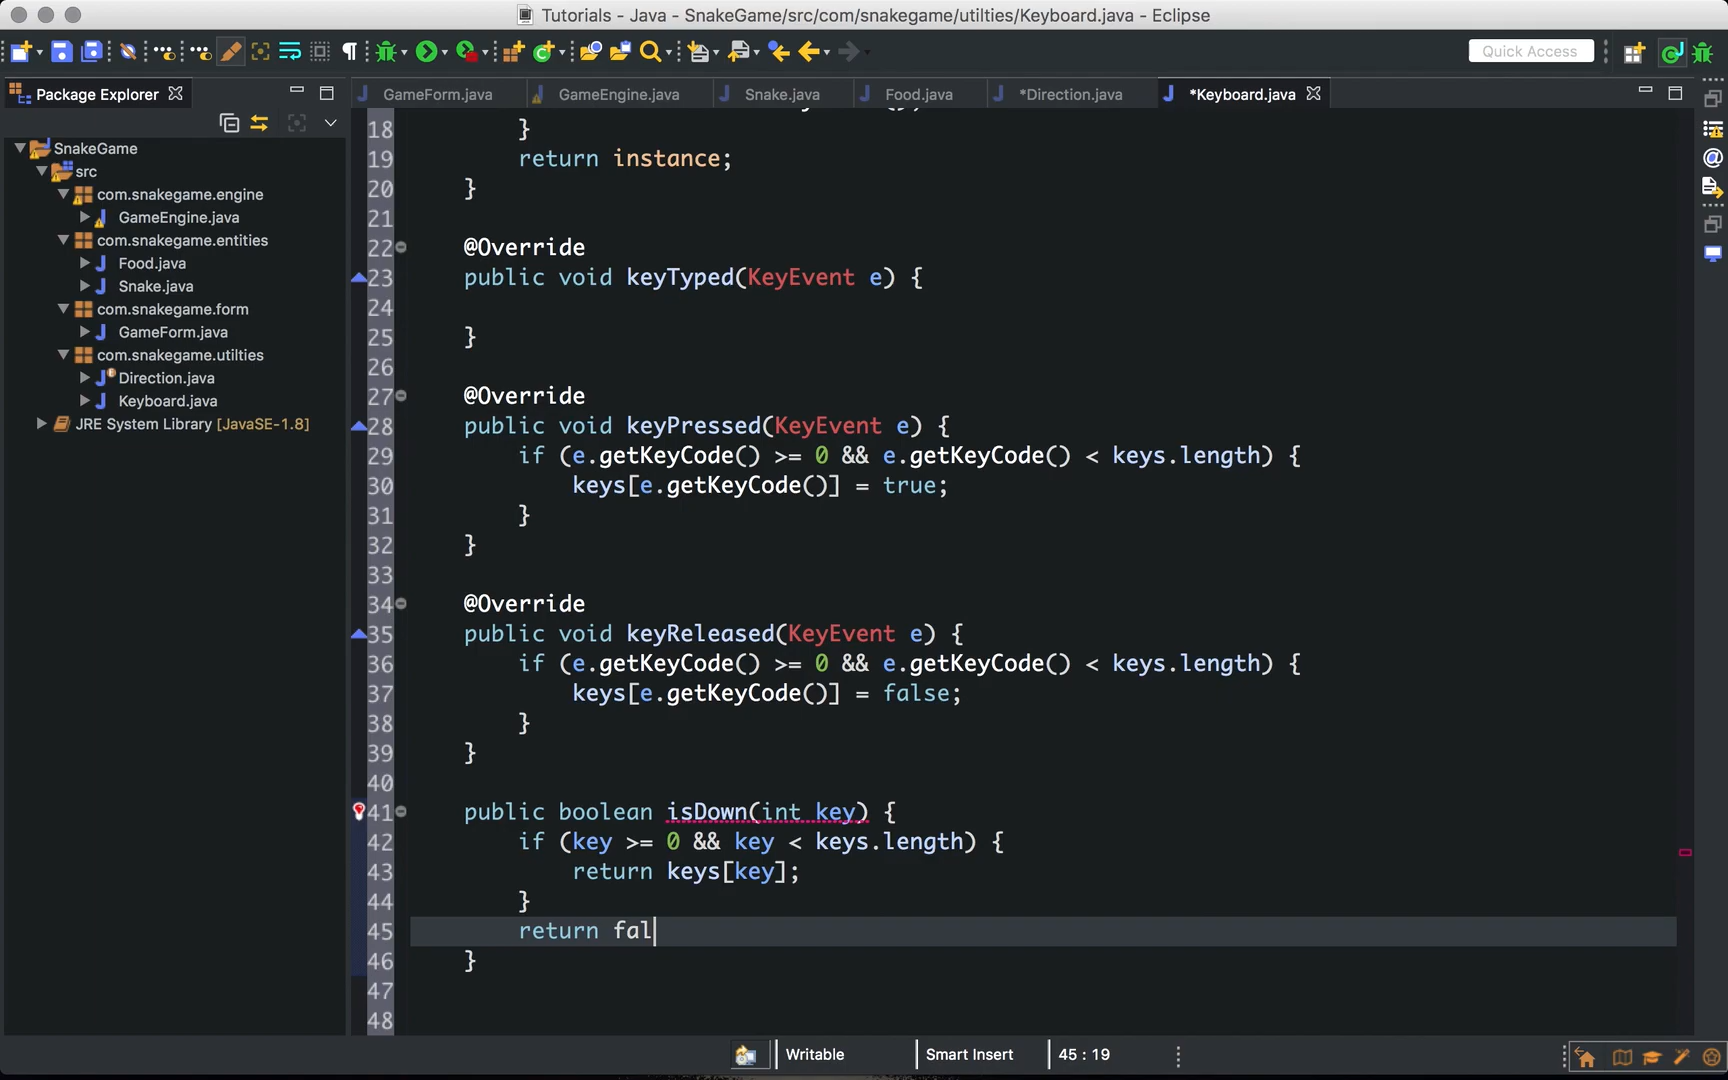 Tutorials - Java - SnakeGame/src/com/snakegame/utilties/Keyboard.java - Eclipse
Quick Access
Package Explorer
GameForm.java
GameEngine.java
Snake.java
Food.java
*Direction.java
*Keyboard.java
SnakeGame
src
com.snakegame.engine
GameEngine.java
com.snakegame.entities
Food.java
Snake.java
com.snakegame.form
GameForm.java
com.snakegame.utilties
Direction.java
Keyboard.java
JRE System Library [JavaSE-1.8]
18 }
19 return instance;
20 }
21
22 @Override
23 public void keyTyped(KeyEvent e) {
24
25 }
26
27 @Override
28 public void keyPressed(KeyEvent e) {
29 if (e.getKeyCode() >= 0 && e.getKeyCode() < keys.length) {
30 keys[e.getKeyCode()] = true;
31 }
32 }
33
34 @Override
35 public void keyReleased(KeyEvent e) {
36 if (e.getKeyCode() >= 0 && e.getKeyCode() < keys.length) {
37 keys[e.getKeyCode()] = false;
38 }
39 }
40
41 public boolean isDown(int key) {
42 if (key >= 0 && key < keys.length) {
43 return keys[key];
44 }
45 return fal
46 }
47
48
Writable
Smart Insert
45 : 19